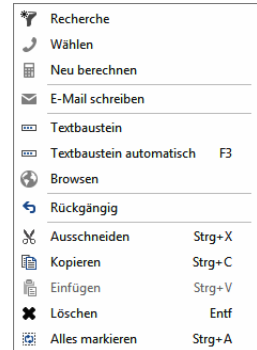 Recherche
Wählen
Neu berechnen
E-Mail schreiben
Textbaustein
Textbaustein automatisch F3
Browsen
Rückgängig
Ausschneiden Strg+X
Kopieren Strg+C
Einfügen Strg+V
Löschen Entf
Alles markieren Strg+A